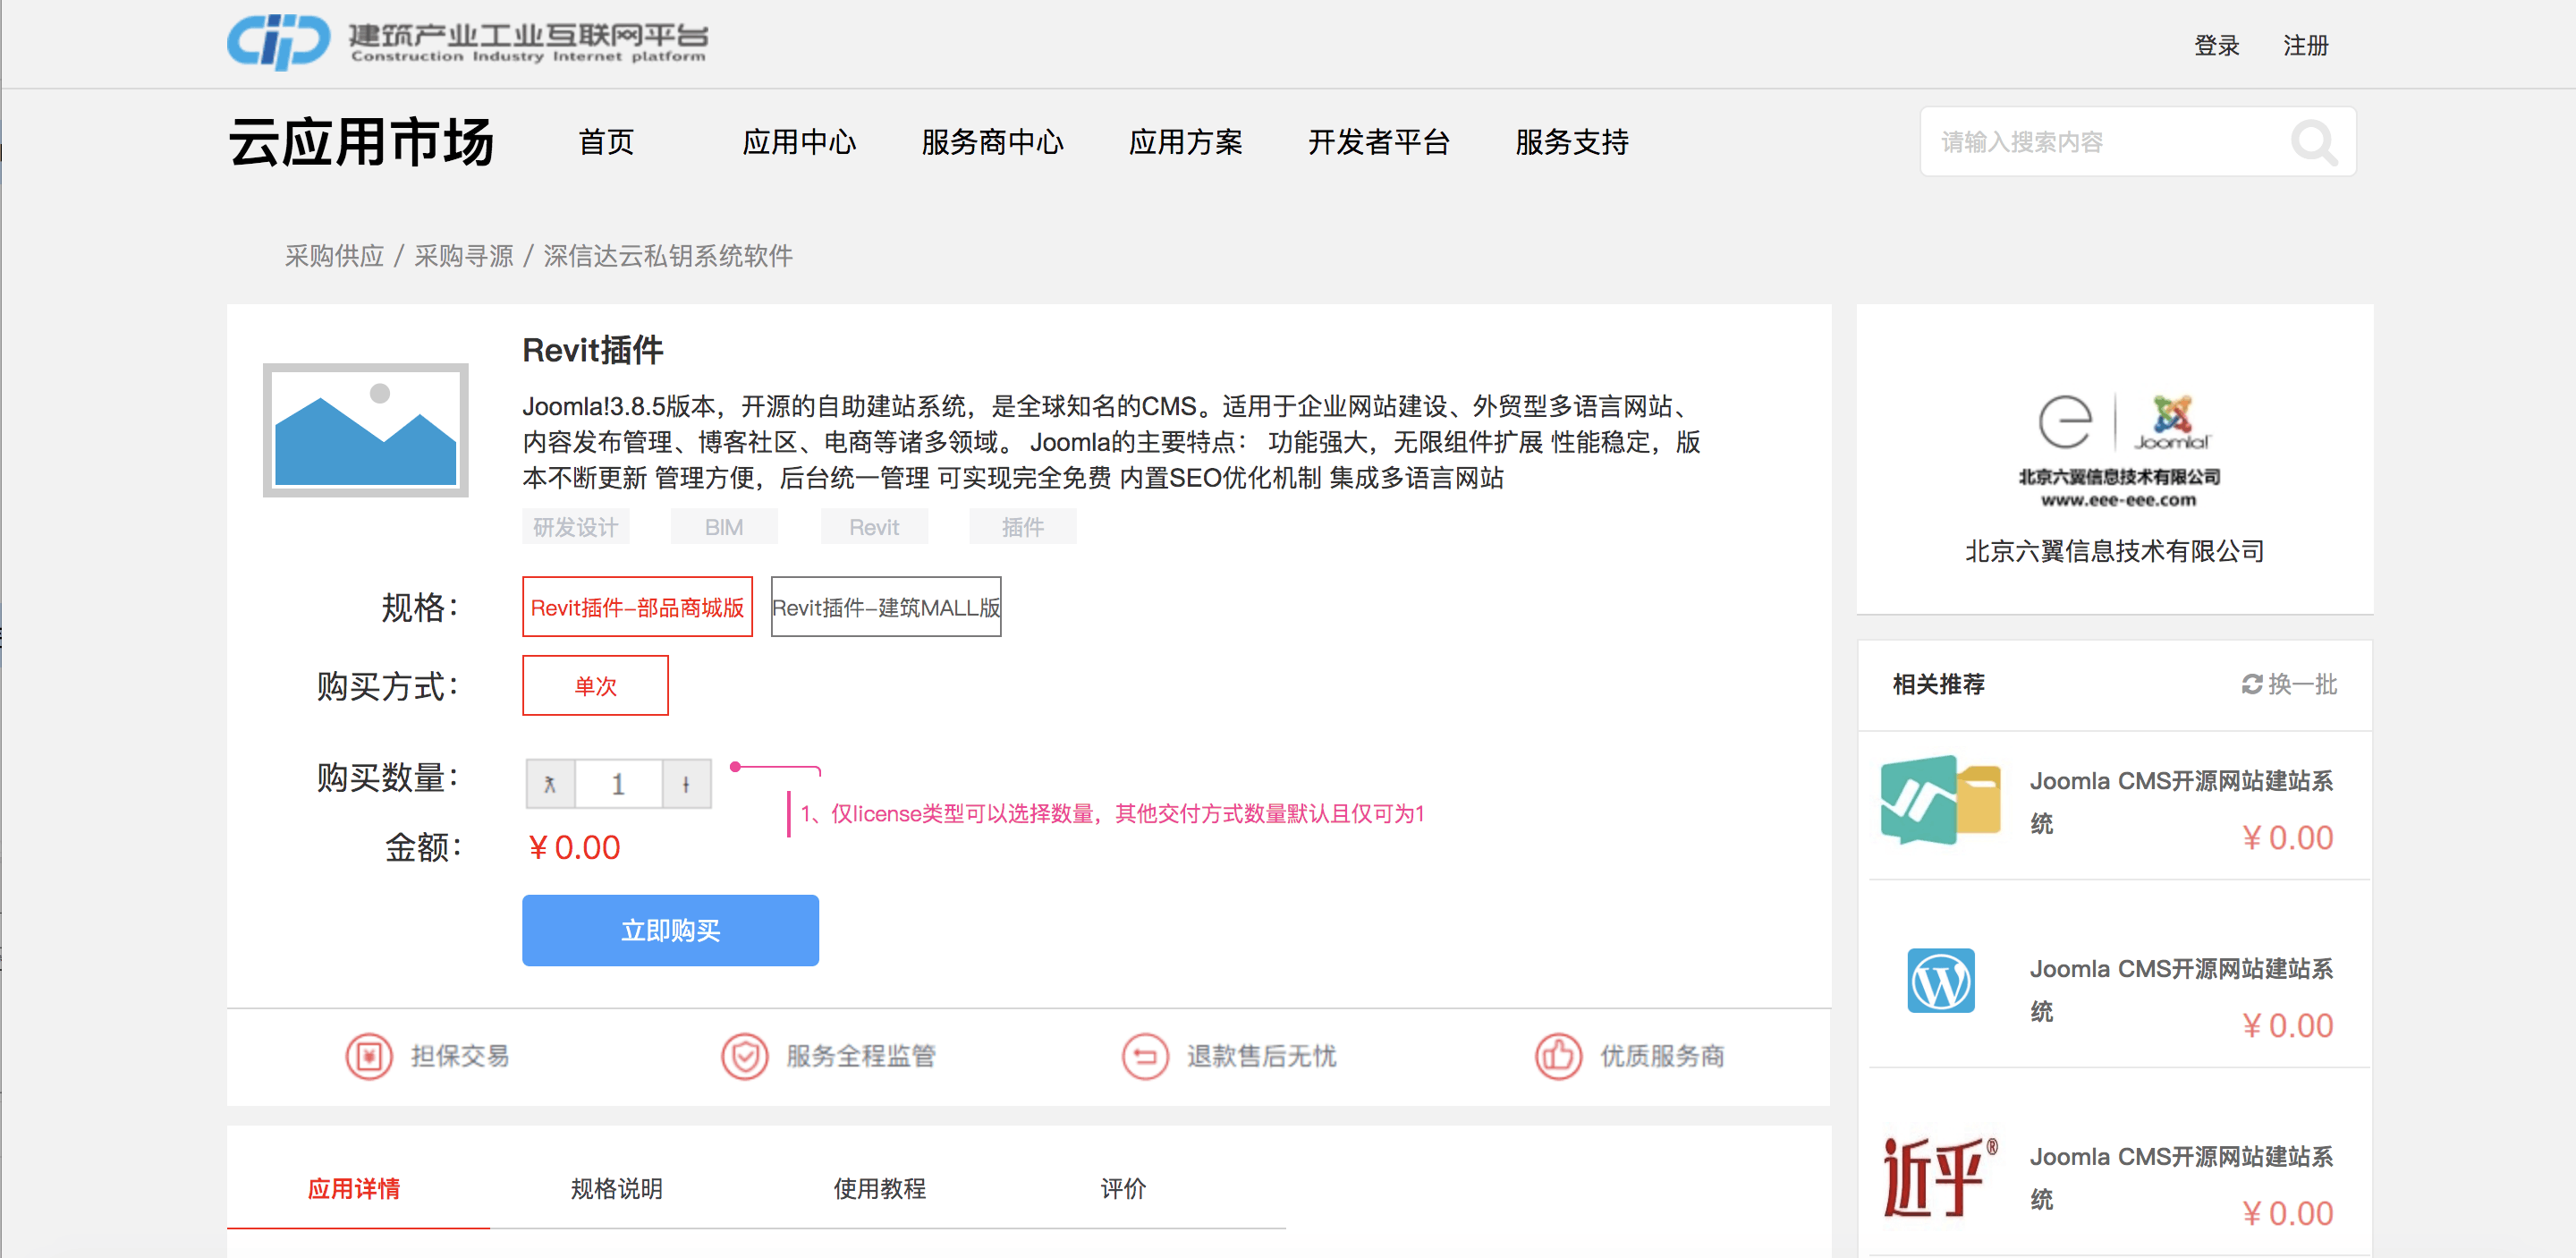 建筑产业工业互联网平台
Construction Industry Internet platform
登录
注册
云应用市场
首页
应用中心
服务商中心
应用方案
开发者平台
服务支持
请输入搜索内容
采购供应 / 采购寻源 / 深信达云私钥系统软件
Revit插件
Joomla!3.8.5版本，开源的自助建站系统，是全球知名的CMS。适用于企业网站建设、外贸型多语言网站、
内容发布管理、博客社区、电商等诸多领域。 Joomla的主要特点： 功能强大，无限组件扩展 性能稳定，版
本不断更新 管理方便，后台统一管理 可实现完全免费 内置SEO优化机制 集成多语言网站
研发设计
BIM
Revit
插件
规格：
Revit插件–部品商城版
Revit插件–建筑MALL版
购买方式：
单次
购买数量：
1
1、仅license类型可以选择数量，其他交付方式数量默认且仅可为1
金额：
¥ 0.00
立即购买
担保交易
服务全程监管
退款售后无忧
优质服务商
应用详情
规格说明
使用教程
评价
Joomla!
北京六翼信息技术有限公司
www.eee-eee.com
北京六翼信息技术有限公司
相关推荐
换一批
Joomla CMS开源网站建站系
统
¥ 0.00
Joomla CMS开源网站建站系
统
¥ 0.00
近乎®
Joomla CMS开源网站建站系
统
¥ 0.00